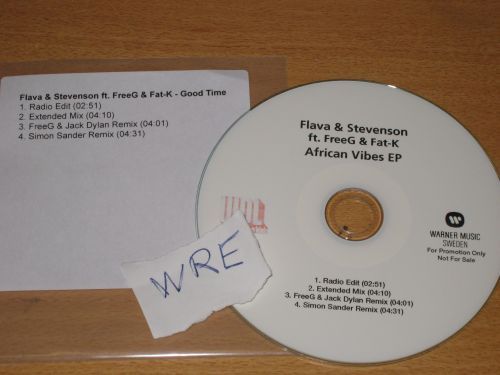 Flava & Stevenson ft. FreeG & Fat-K - Good Time
1. Radio Edit (02:51)
2. Extended Mix (04:10)
3. FreeG & Jack Dylan Remix (04:01)
4. Simon Sander Remix (04:31)
Flava & Stevenson
ft. FreeG & Fat-K
African Vibes EP
WARNER MUSIC
SWEDEN
For Promotion Only
Not For Sale
1. Radio Edit (02:51)
2. Extended Mix (04:10)
3. FreeG & Jack Dylan Remix (04:01)
4. Simon Sander Remix (04:31)
WRE